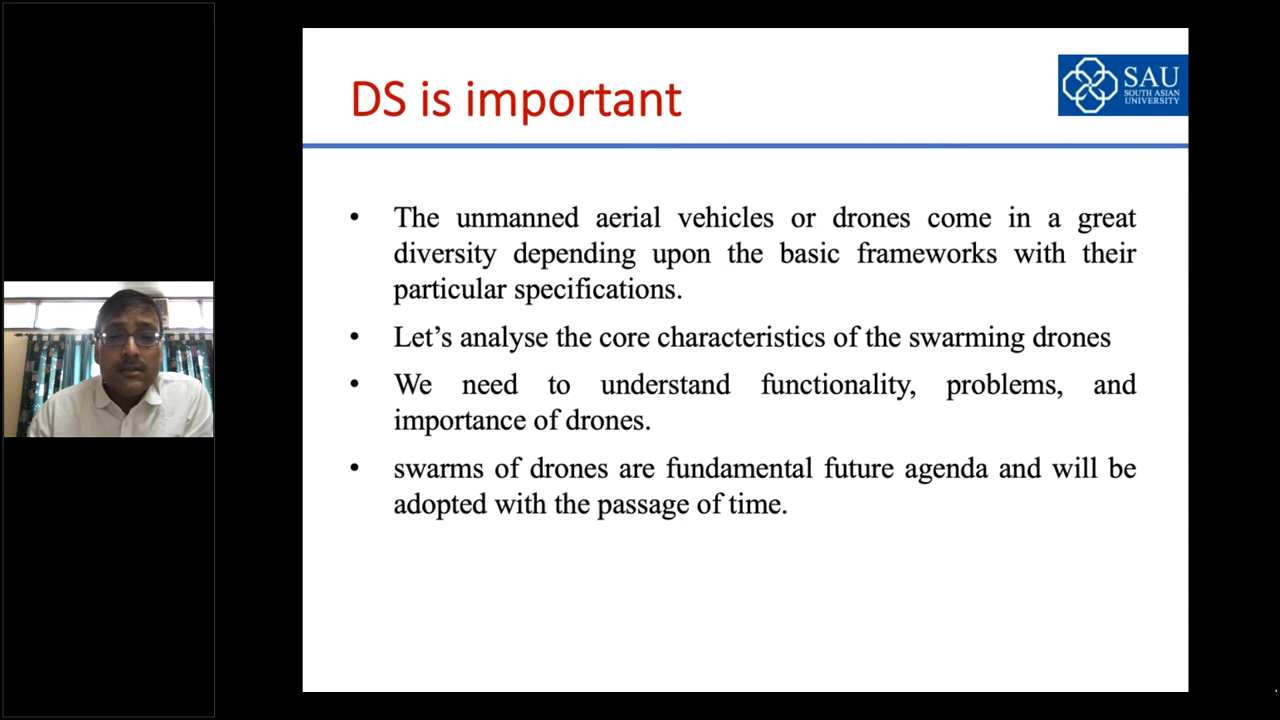 DS is important
SAU
SOUTH ASIAN
UNIVERSITY
• The unmanned aerial vehicles or drones come in a great
diversity depending upon the basic frameworks with their
particular specifications.
• Let’s analyse the core characteristics of the swarming drones
• We need to understand functionality, problems, and
importance of drones.
• swarms of drones are fundamental future agenda and will be
adopted with the passage of time.